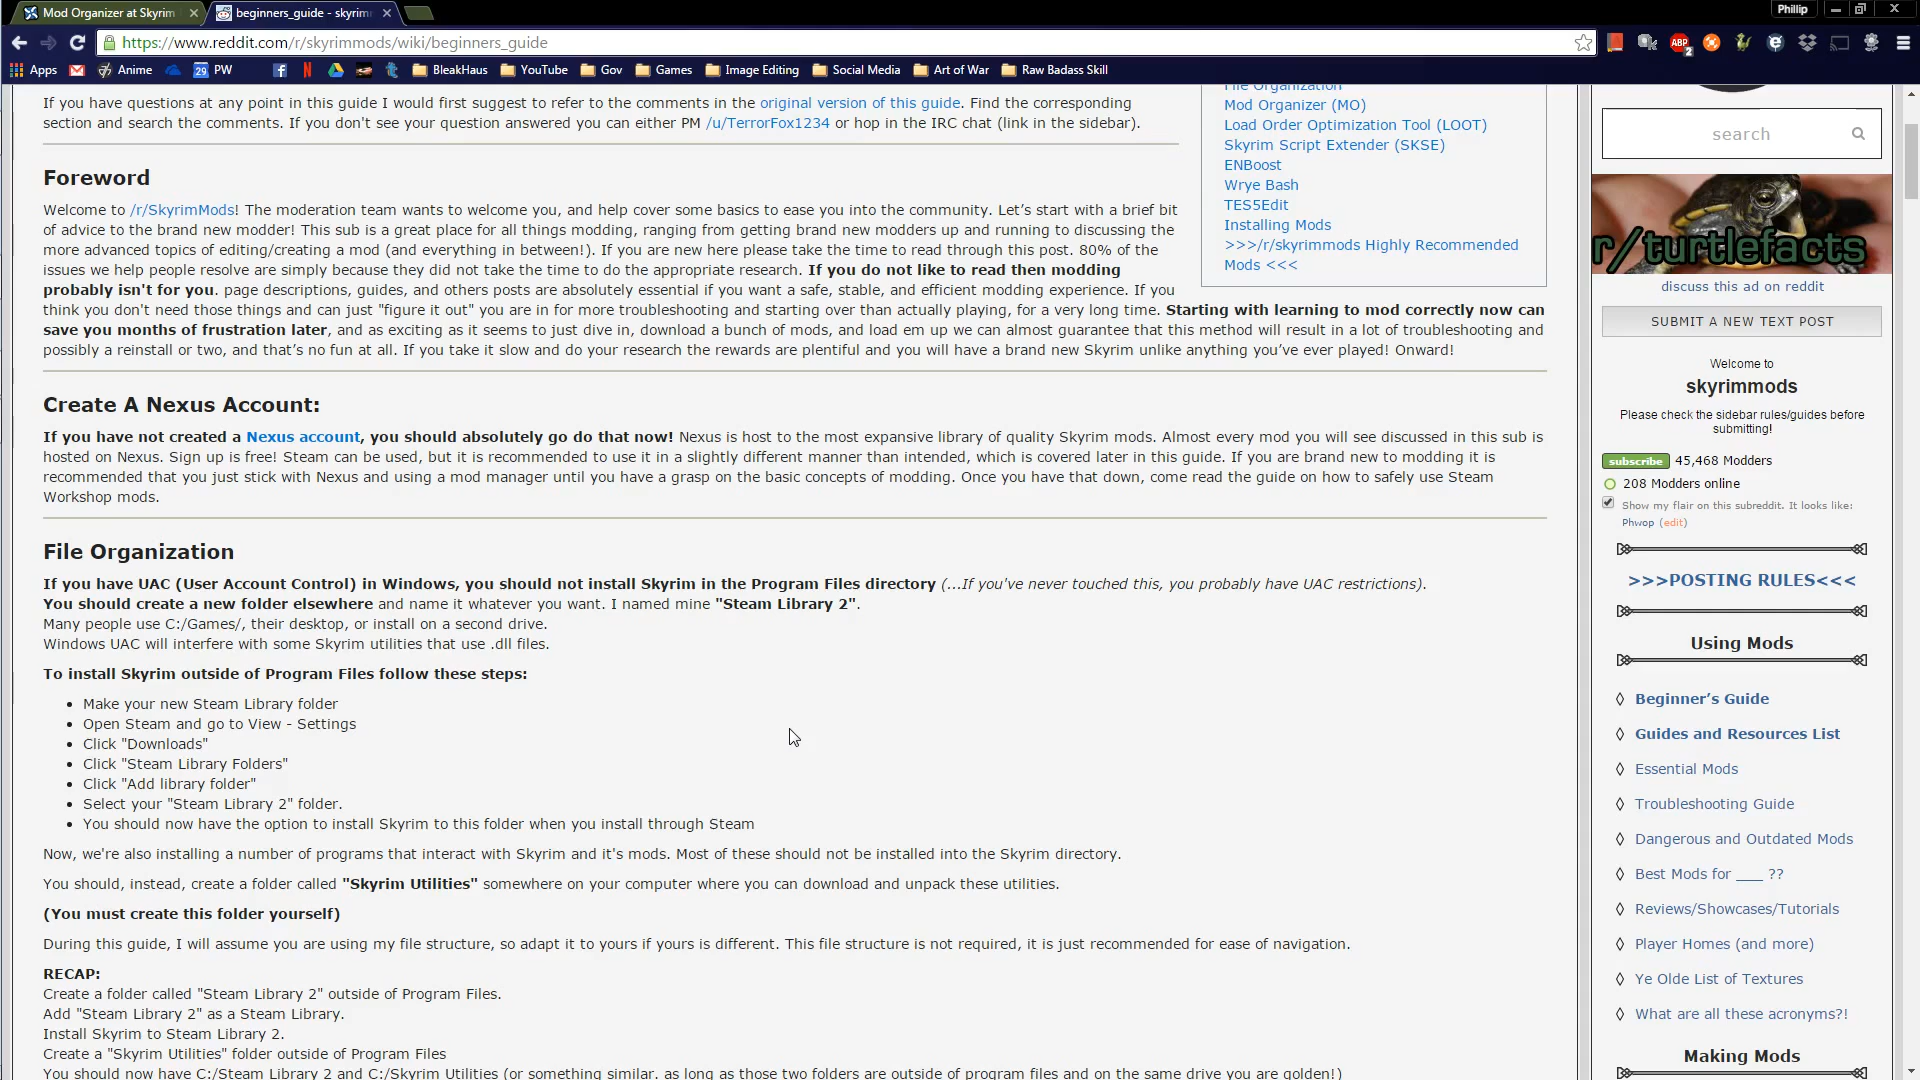 Mod Organizer at Skyrim
beginners_guide - skyrimm
Phillip
https://www.reddit.com/r/skyrimmods/wiki/beginners_guide
ABP
2
Apps
Anime
29
PW
BleakHaus
YouTube
Gov
Games
Image Editing
Social Media
Art of War
Raw Badass Skill
If you have questions at any point in this guide I would first suggest to refer to the comments in the original version of this guide. Find the corresponding
section and search the comments. If you don't see your question answered you can either PM /u/TerrorFox1234 or hop in the IRC chat (link in the sidebar).
File Organization
Mod Organizer (MO)
Load Order Optimization Tool (LOOT)
Skyrim Script Extender (SKSE)
ENBoost
Wrye Bash
TES5Edit
Installing Mods
>>>/r/skyrimmods Highly Recommended
Mods <<<
Foreword
Welcome to /r/SkyrimMods! The moderation team wants to welcome you, and help cover some basics to ease you into the community. Let’s start with a brief bit
of advice to the brand new modder! This sub is a great place for all things modding, ranging from getting brand new modders up and running to discussing the
more advanced topics of editing/creating a mod (and everything in between!). If you are new here please take the time to read through this post. 80% of the
issues we help people resolve are simply because they did not take the time to do the appropriate research. If you do not like to read then modding
probably isn't for you. page descriptions, guides, and others posts are absolutely essential if you want a safe, stable, and efficient modding experience. If you
think you don't need those things and can just "figure it out" you are in for more troubleshooting and starting over than actually playing, for a very long time. Starting with learning to mod correctly now can
save you months of frustration later, and as exciting as it seems to just dive in, download a bunch of mods, and load em up we can almost guarantee that this method will result in a lot of troubleshooting and
possibly a reinstall or two, and that’s no fun at all. If you take it slow and do your research the rewards are plentiful and you will have a brand new Skyrim unlike anything you’ve ever played! Onward!
Create A Nexus Account:
If you have not created a Nexus account, you should absolutely go do that now! Nexus is host to the most expansive library of quality Skyrim mods. Almost every mod you will see discussed in this sub is
hosted on Nexus. Sign up is free! Steam can be used, but it is recommended to use it in a slightly different manner than intended, which is covered later in this guide. If you are brand new to modding it is
recommended that you just stick with Nexus and using a mod manager until you have a grasp on the basic concepts of modding. Once you have that down, come read the guide on how to safely use Steam
Workshop mods.
File Organization
If you have UAC (User Account Control) in Windows, you should not install Skyrim in the Program Files directory (...If you've never touched this, you probably have UAC restrictions).
You should create a new folder elsewhere and name it whatever you want. I named mine "Steam Library 2".
Many people use C:/Games/, their desktop, or install on a second drive.
Windows UAC will interfere with some Skyrim utilities that use .dll files.
To install Skyrim outside of Program Files follow these steps:
• Make your new Steam Library folder
• Open Steam and go to View - Settings
• Click "Downloads"
• Click "Steam Library Folders"
• Click "Add library folder"
• Select your "Steam Library 2" folder.
• You should now have the option to install Skyrim to this folder when you install through Steam
Now, we're also installing a number of programs that interact with Skyrim and it's mods. Most of these should not be installed into the Skyrim directory.
You should, instead, create a folder called "Skyrim Utilities" somewhere on your computer where you can download and unpack these utilities.
(You must create this folder yourself)
During this guide, I will assume you are using my file structure, so adapt it to yours if yours is different. This file structure is not required, it is just recommended for ease of navigation.
RECAP:
Create a folder called "Steam Library 2" outside of Program Files.
Add "Steam Library 2" as a Steam Library.
Install Skyrim to Steam Library 2.
Create a "Skyrim Utilities" folder outside of Program Files
You should now have C:/Steam Library 2 and C:/Skyrim Utilities (or something similar, as long as those two folders are outside of program files and on the same drive you are golden!)
search
r/turtlefacts
discuss this ad on reddit
SUBMIT A NEW TEXT POST
Welcome to
skyrimmods
Please check the sidebar rules/guides before
submitting!
subscribe 45,468 Modders
208 Modders online
Show my flair on this subreddit. It looks like:
Phwop (edit)
>>>POSTING RULES<<<
Using Mods
◊ Beginner’s Guide
◊ Guides and Resources List
◊ Essential Mods
◊ Troubleshooting Guide
◊ Dangerous and Outdated Mods
◊ Best Mods for ___ ??
◊ Reviews/Showcases/Tutorials
◊ Player Homes (and more)
◊ Ye Olde List of Textures
◊ What are all these acronyms?!
Making Mods